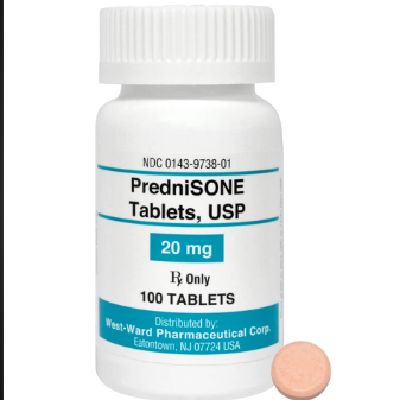 NDC 0143-9738-01
PredniSONE
Tablets, USP
20 mg
℞ Only
100 TABLETS
Distributed by:
West-Ward Pharmaceutical Corp.
Eatontown, NJ 07724 USA